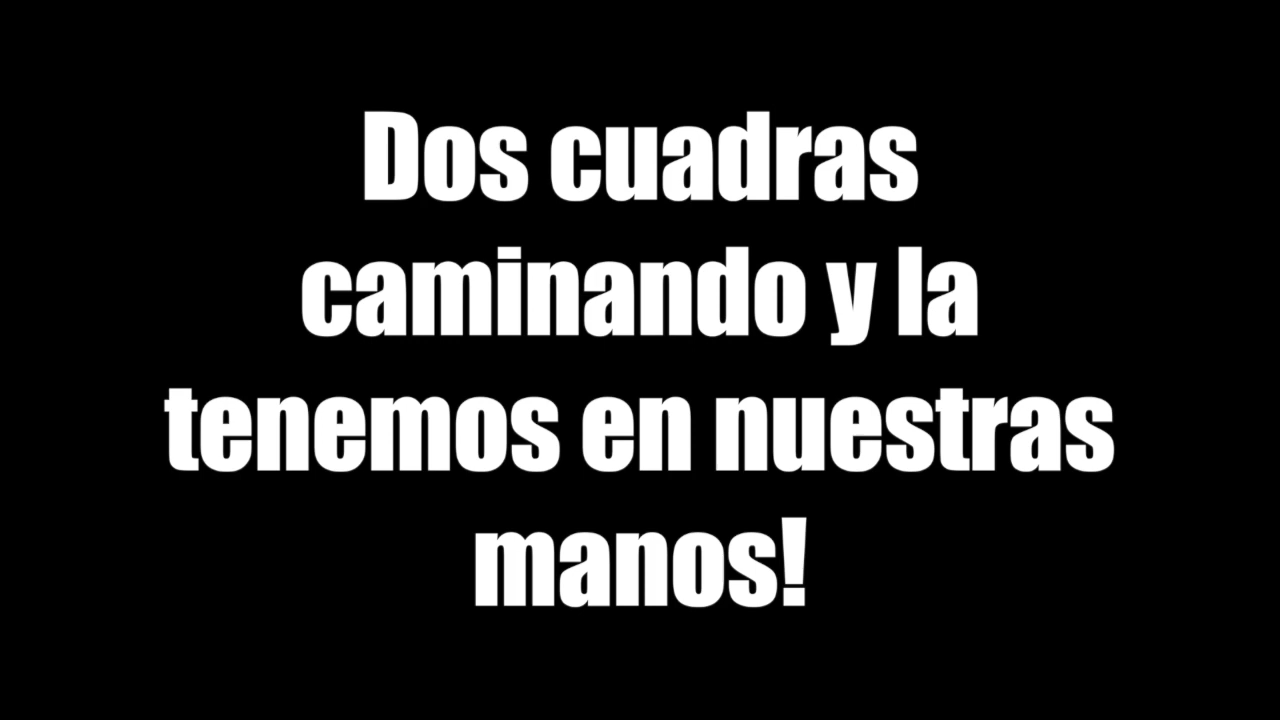 Dos cuadras
caminando y la
tenemos en nuestras
manos!